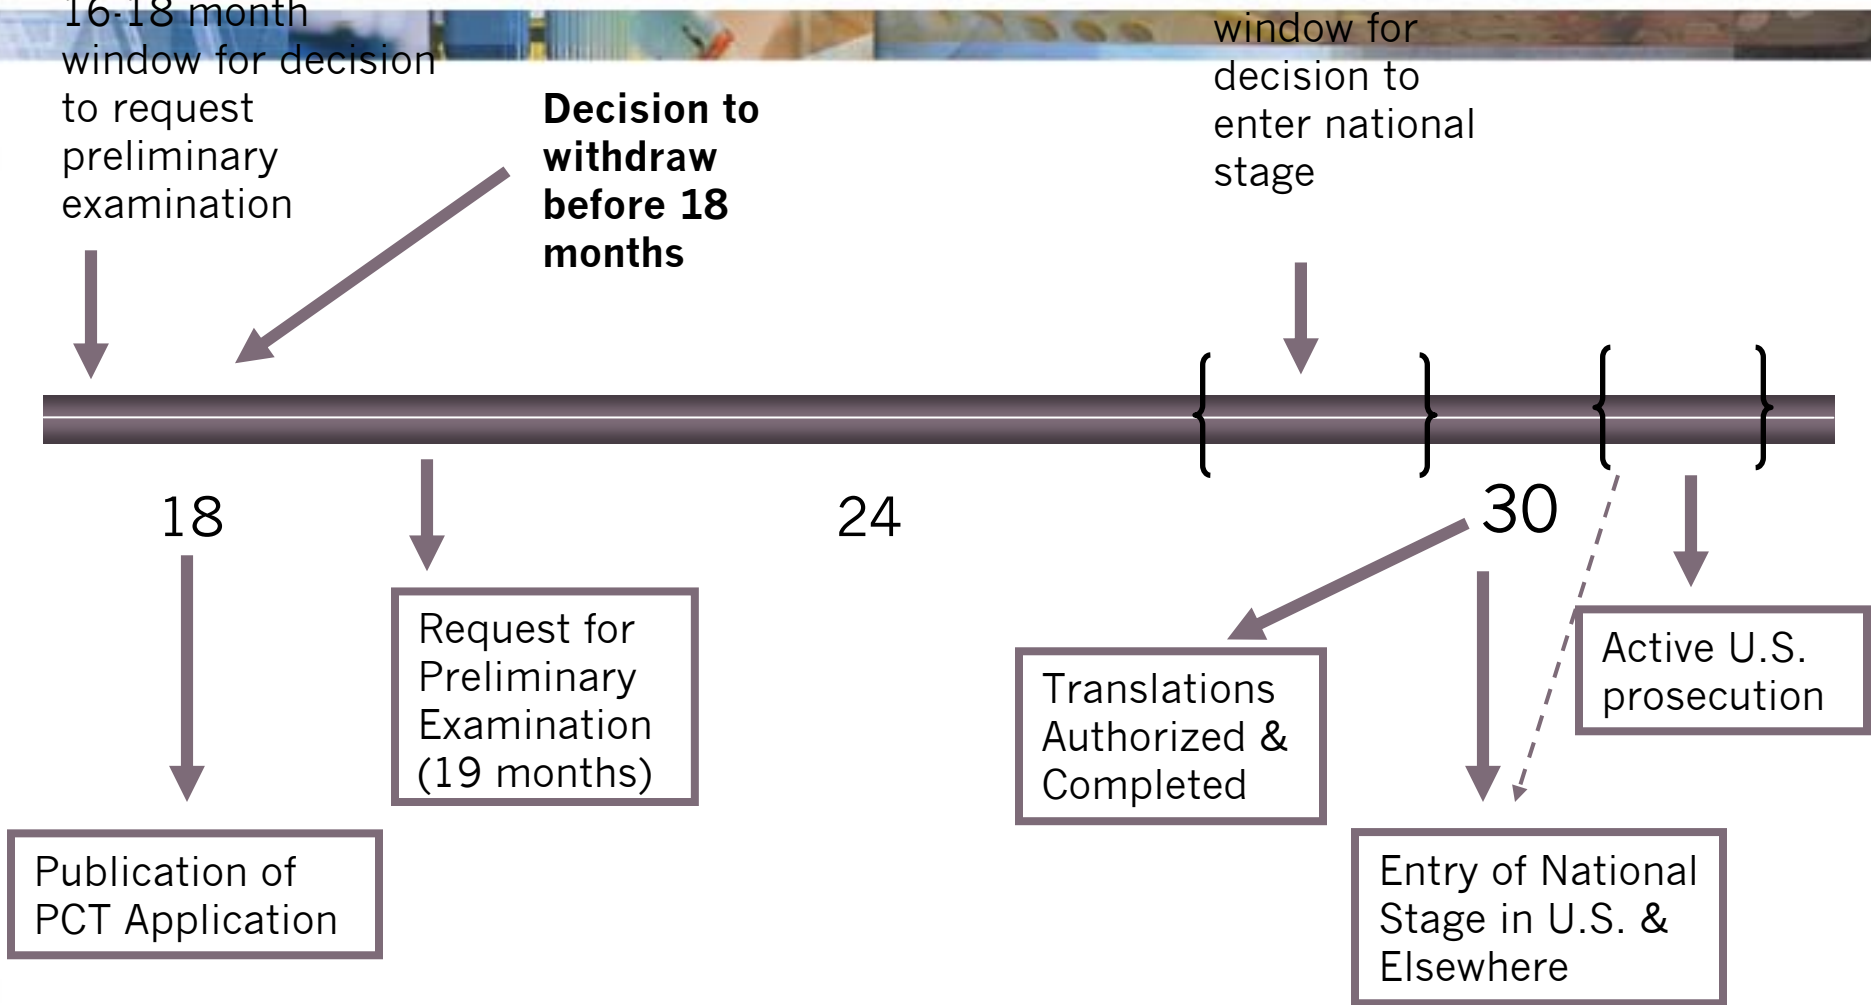 16-18 month
window for decision
to request
preliminary
examination
Decision to
withdraw
before 18
months
window for
decision to
enter national
stage
18
24
30
Request for
Preliminary
Examination
(19 months)
Translations
Authorized &
Completed
Active U.S.
prosecution
Publication of
PCT Application
Entry of National
Stage in U.S. &
Elsewhere